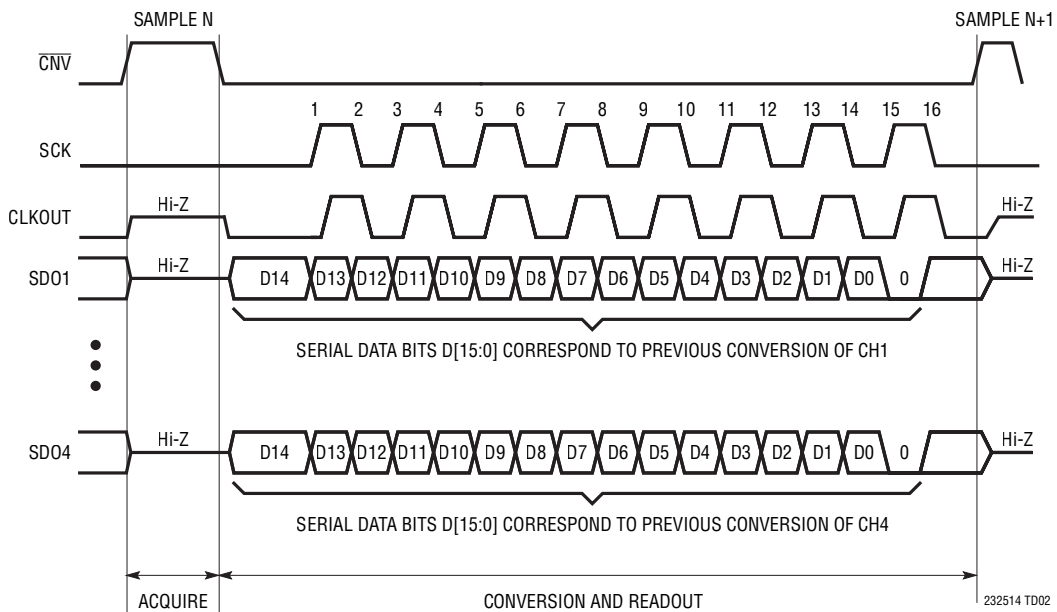 SAMPLE N
SAMPLE N+1
CNV
1 2 3 4 5 6 7 8 9 10 11 12 13 14 15 16
SCK
CLKOUT
Hi-Z
Hi-Z
SDO1
Hi-Z
D14 D13 D12 D11 D10 D9 D8 D7 D6 D5 D4 D3 D2 D1 D0 0
Hi-Z
SERIAL DATA BITS D[15:0] CORRESPOND TO PREVIOUS CONVERSION OF CH1
SDO4
Hi-Z
D14 D13 D12 D11 D10 D9 D8 D7 D6 D5 D4 D3 D2 D1 D0 0
Hi-Z
SERIAL DATA BITS D[15:0] CORRESPOND TO PREVIOUS CONVERSION OF CH4
ACQUIRE
CONVERSION AND READOUT
232514 TD02